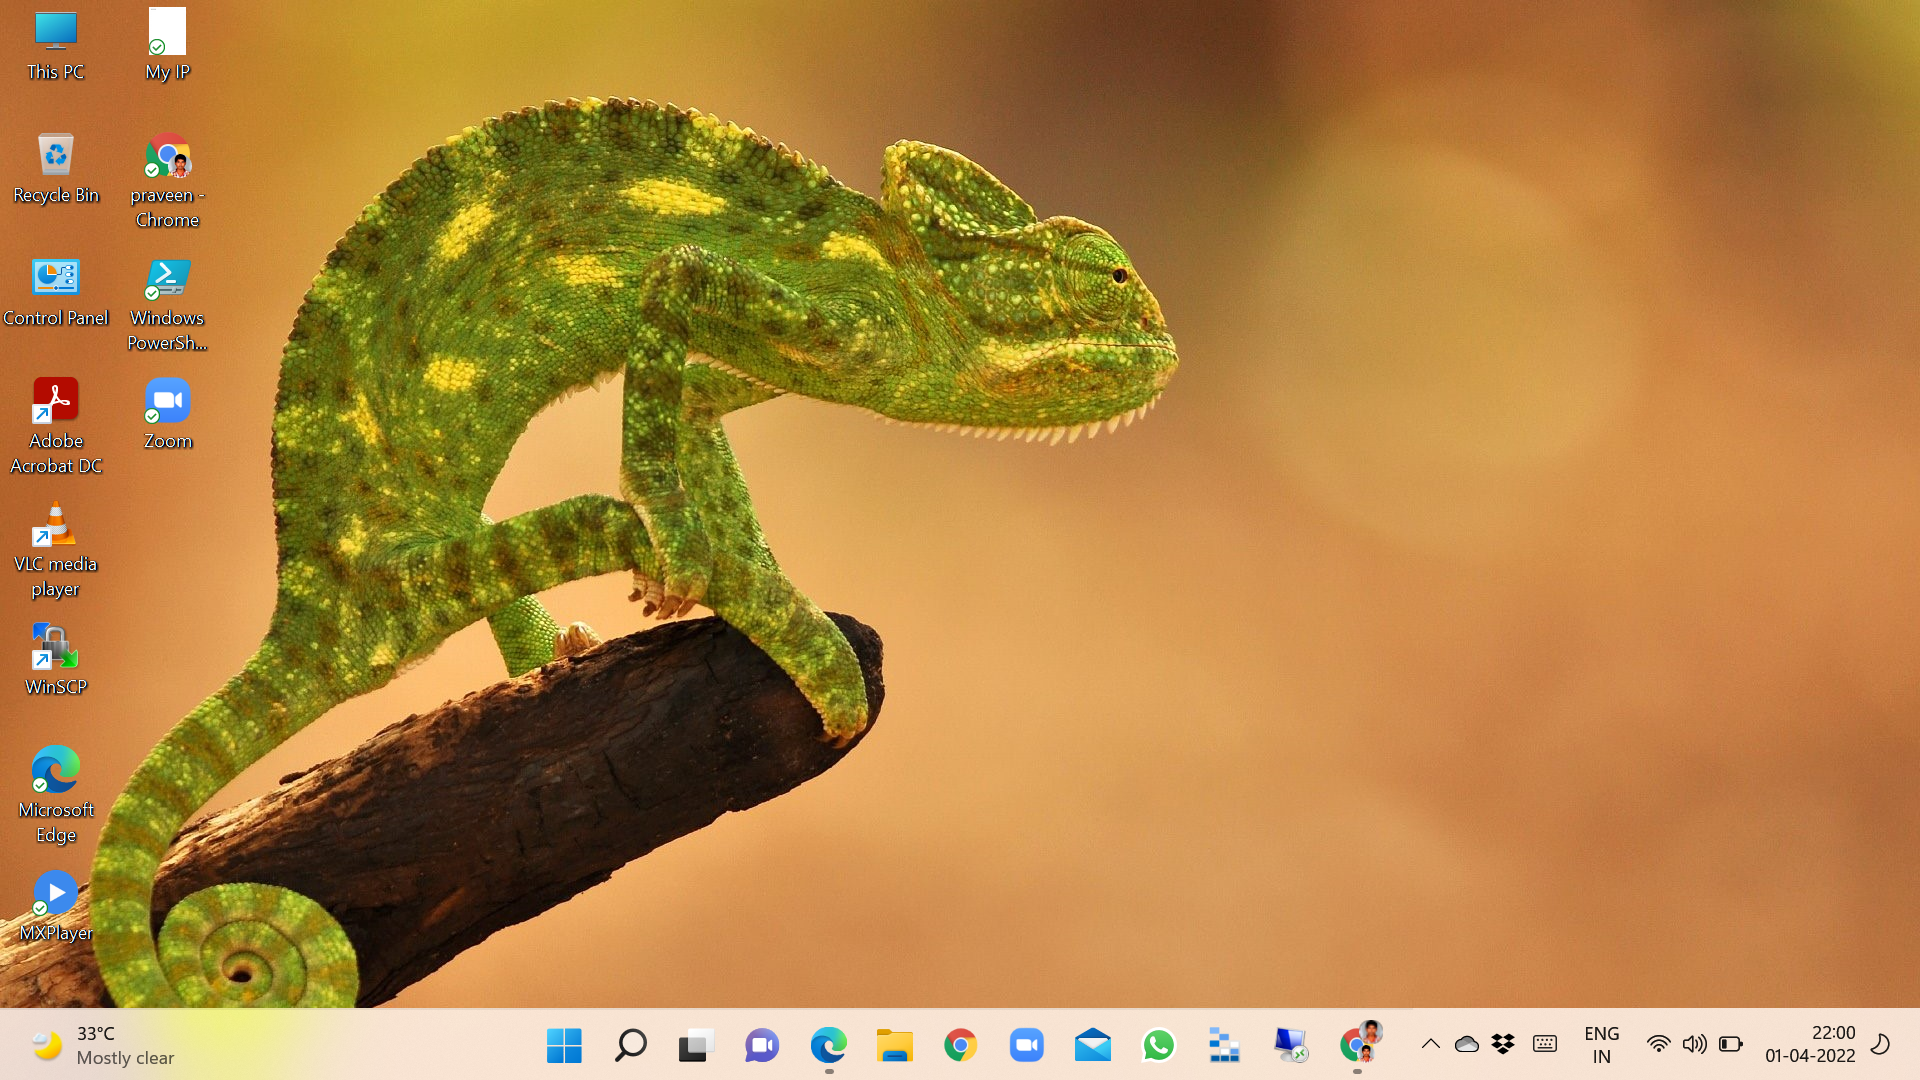 This PC
My IP
Recycle Bin
praveen -
Chrome
Control Panel
Windows
PowerSh...
Adobe
Acrobat DC
Zoom
VLC media
player
WinSCP
Microsoft
Edge
MXPlayer
33°C
Mostly clear
ENG
IN
22:00
01-04-2022